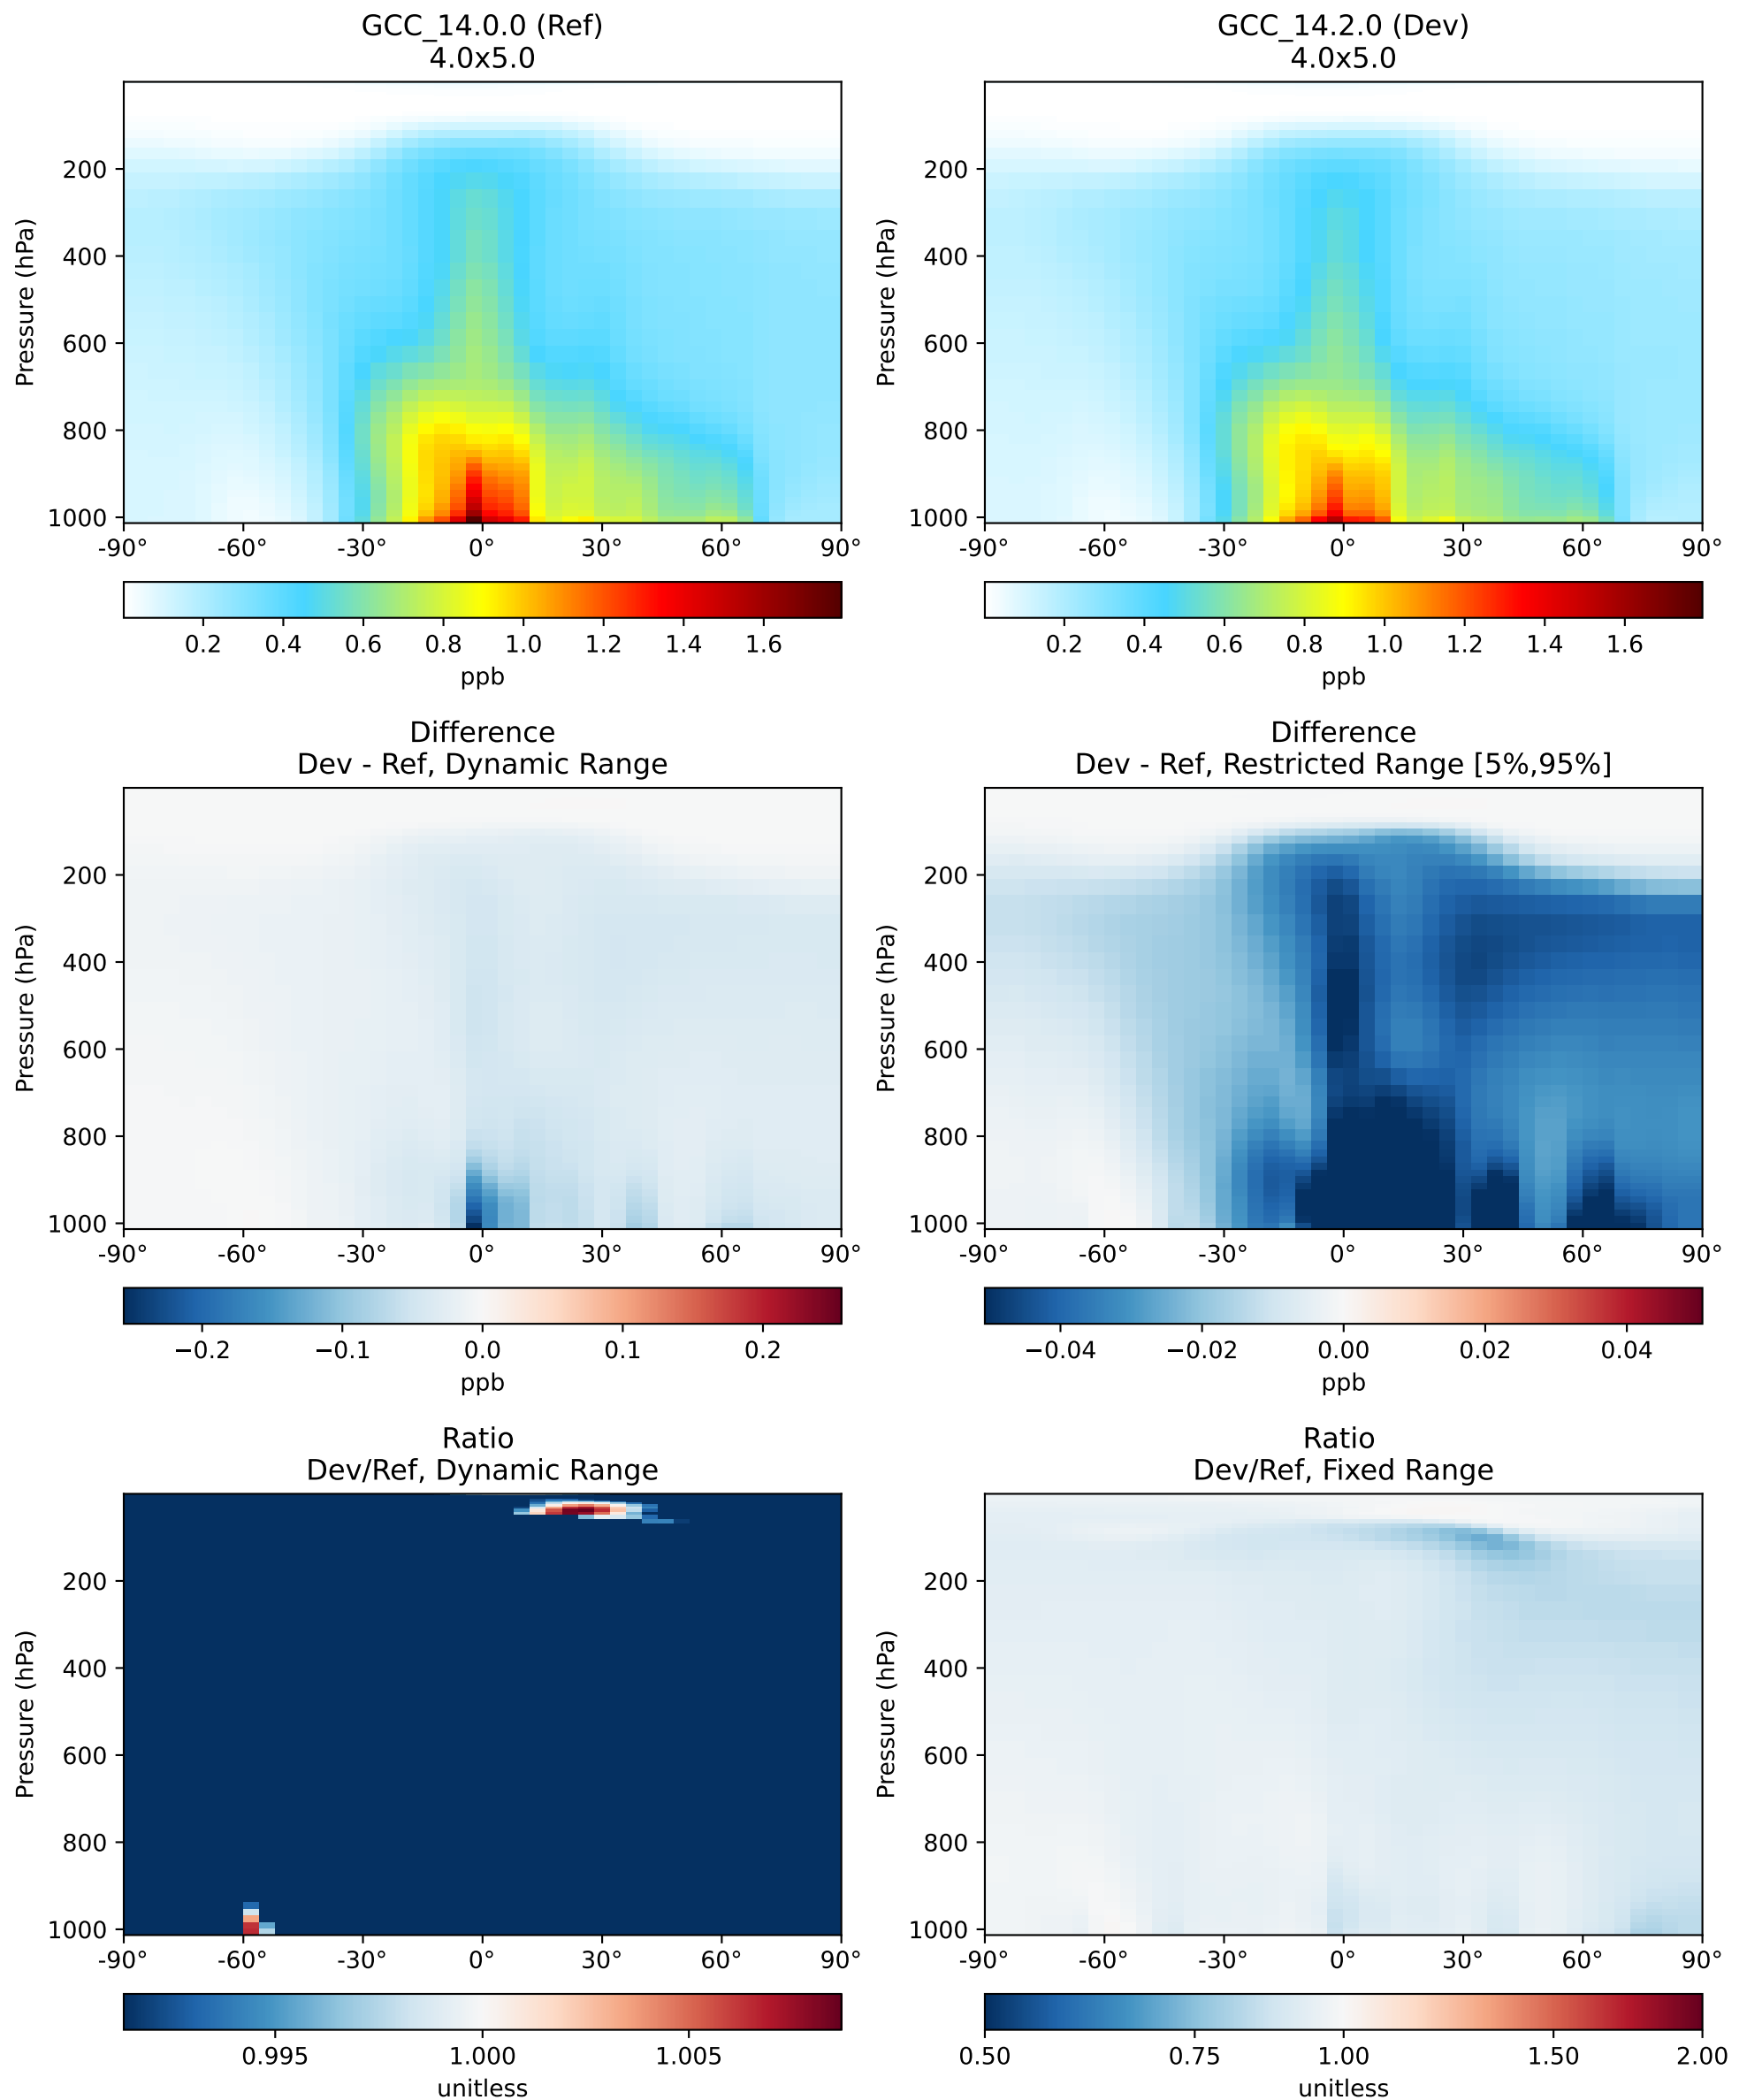 GCC_14.0.0 (Ref)
4.0x5.0
Pressure (hPa)
200
400
600
800
1000
-90° -60° -30° 0° 30° 60° 90°
0.2 0.4 0.6 0.8 1.0 1.2 1.4 1.6
ppb
GCC_14.2.0 (Dev)
4.0x5.0
Pressure (hPa)
200
400
600
800
1000
-90° -60° -30° 0° 30° 60° 90°
0.2 0.4 0.6 0.8 1.0 1.2 1.4 1.6
ppb
Difference
Dev - Ref, Dynamic Range
Pressure (hPa)
200
400
600
800
1000
-90° -60° -30° 0° 30° 60° 90°
−0.2 −0.1 0.0 0.1 0.2
ppb
Difference
Dev - Ref, Restricted Range [5%,95%]
Pressure (hPa)
200
400
600
800
1000
-90° -60° -30° 0° 30° 60° 90°
−0.04 −0.02 0.00 0.02 0.04
ppb
Ratio
Dev/Ref, Dynamic Range
Pressure (hPa)
200
400
600
800
1000
-90° -60° -30° 0° 30° 60° 90°
0.995 1.000 1.005
unitless
Ratio
Dev/Ref, Fixed Range
Pressure (hPa)
200
400
600
800
1000
-90° -60° -30° 0° 30° 60° 90°
0.50 0.75 1.00 1.50 2.00
unitless